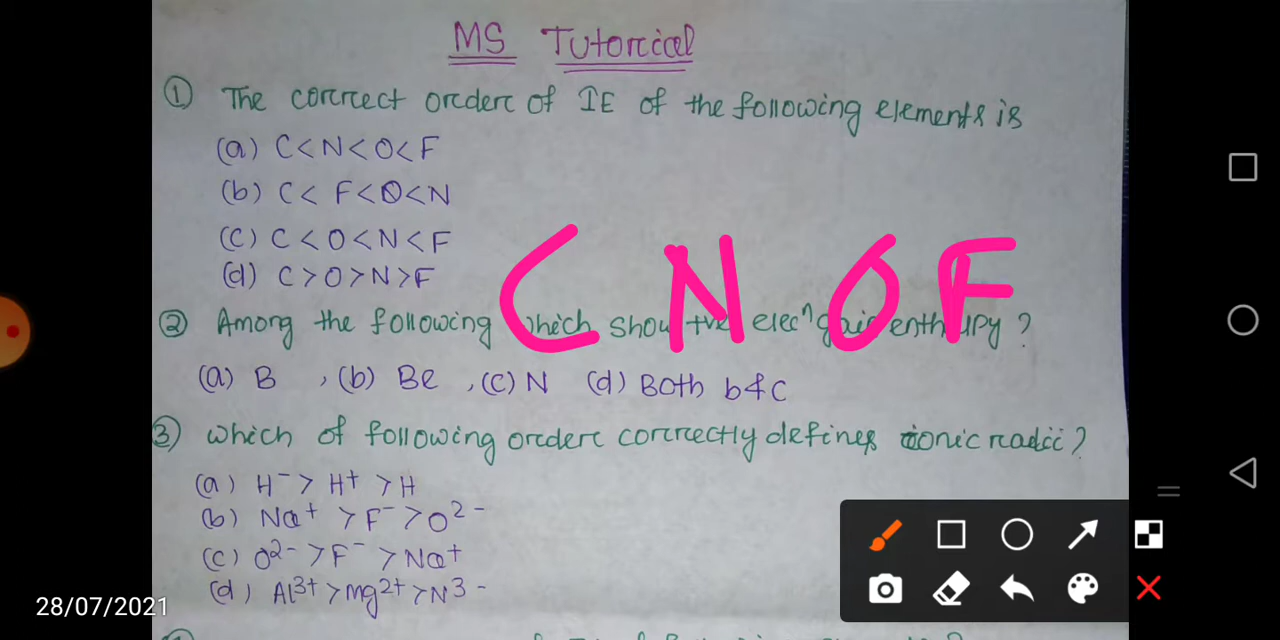 MS Tutorial
① The correct order of IE of the following elements is
(a) C < N < O < F
(b) C < F < O < N
(c) C < O < N < F
(d) C > O > N > F
C N O F
② Among the following which show +ve elecⁿ gain enthalpy ?
(a) B , (b) Be , (c) N (d) Both b & C
3) which of following order correctly defines ionic radii ?
(a) H⁻ > H⁺ > H
(b) Na⁺ > F⁻ > O²⁻
(c) O²⁻ > F⁻ > Na⁺
(d) Al³⁺ > mg²⁺ > N³⁻
28/07/2021